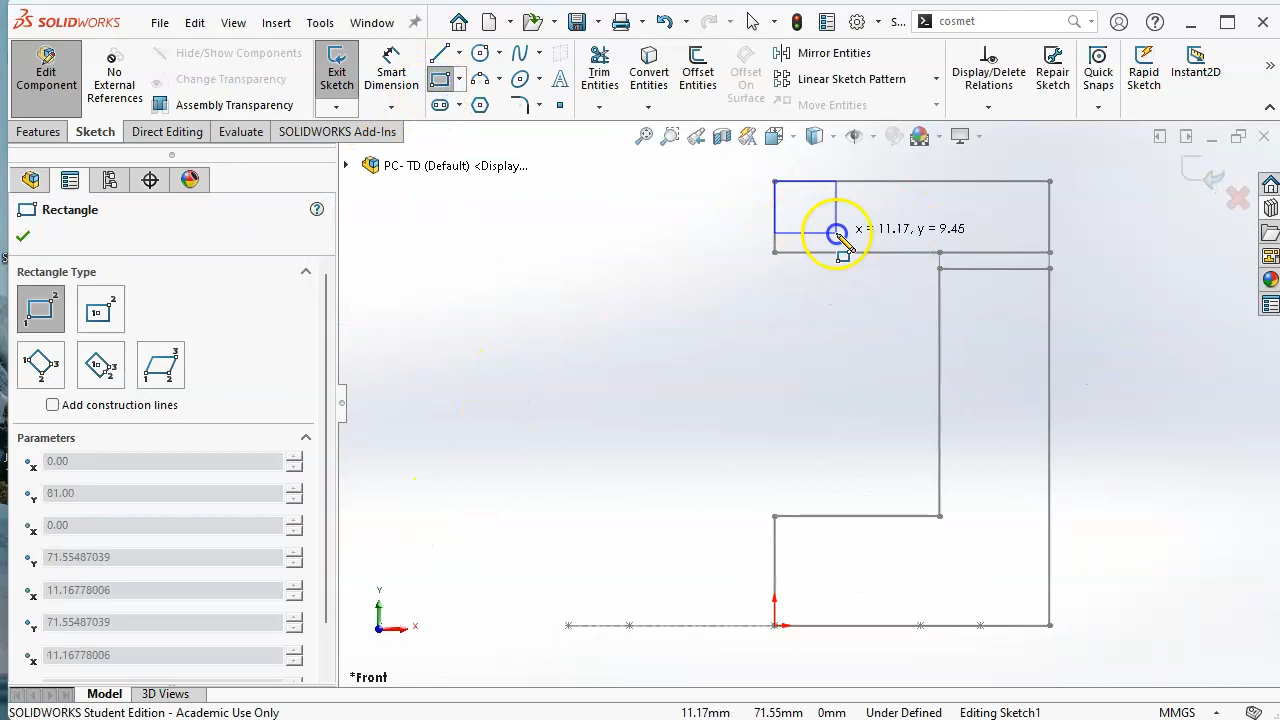 SOLIDWORKS File Edit View Insert Tools Window S... cosmet
Edit Component
No External References
Hide/Show Components
Change Transparency
Assembly Transparency
Exit Sketch
Smart Dimension
Trim Entities
Convert Entities
Offset Entities
Offset On Surface
Mirror Entities
Linear Sketch Pattern
Move Entities
Display/Delete Relations
Repair Sketch
Quick Snaps
Rapid Sketch
Instant2D
Features Sketch Direct Editing Evaluate SOLIDWORKS Add-Ins
PC- TD (Default) <Display...
Rectangle
Rectangle Type
Add construction lines
Parameters
0.00
81.00
0.00
71.55487039
11.16778006
71.55487039
11.16778006
x = 11.17, y = 9.45
Y
X
*Front
Model 3D Views
SOLIDWORKS Student Edition - Academic Use Only 11.17mm 71.55mm 0mm Under Defined Editing Sketch1 MMGS